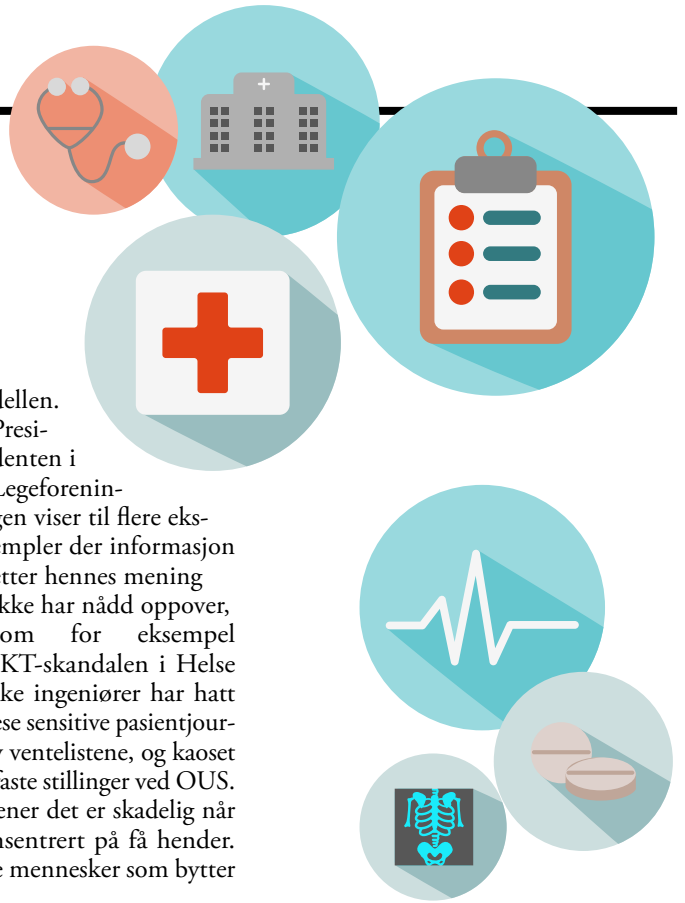 dellen.
Presi-
denten i
Legeforenin-
gen viser til flere eks-
empler der informasjon
etter hennes mening
ikke har nådd oppover,
som for eksempel
IKT-skandalen i Helse
ke ingeniører har hatt
ese sensitive pasientjour-
v ventelistene, og kaoset
faste stillinger ved OUS.
ener det er skadelig når
nsentrert på få hender.
e mennesker som bytter